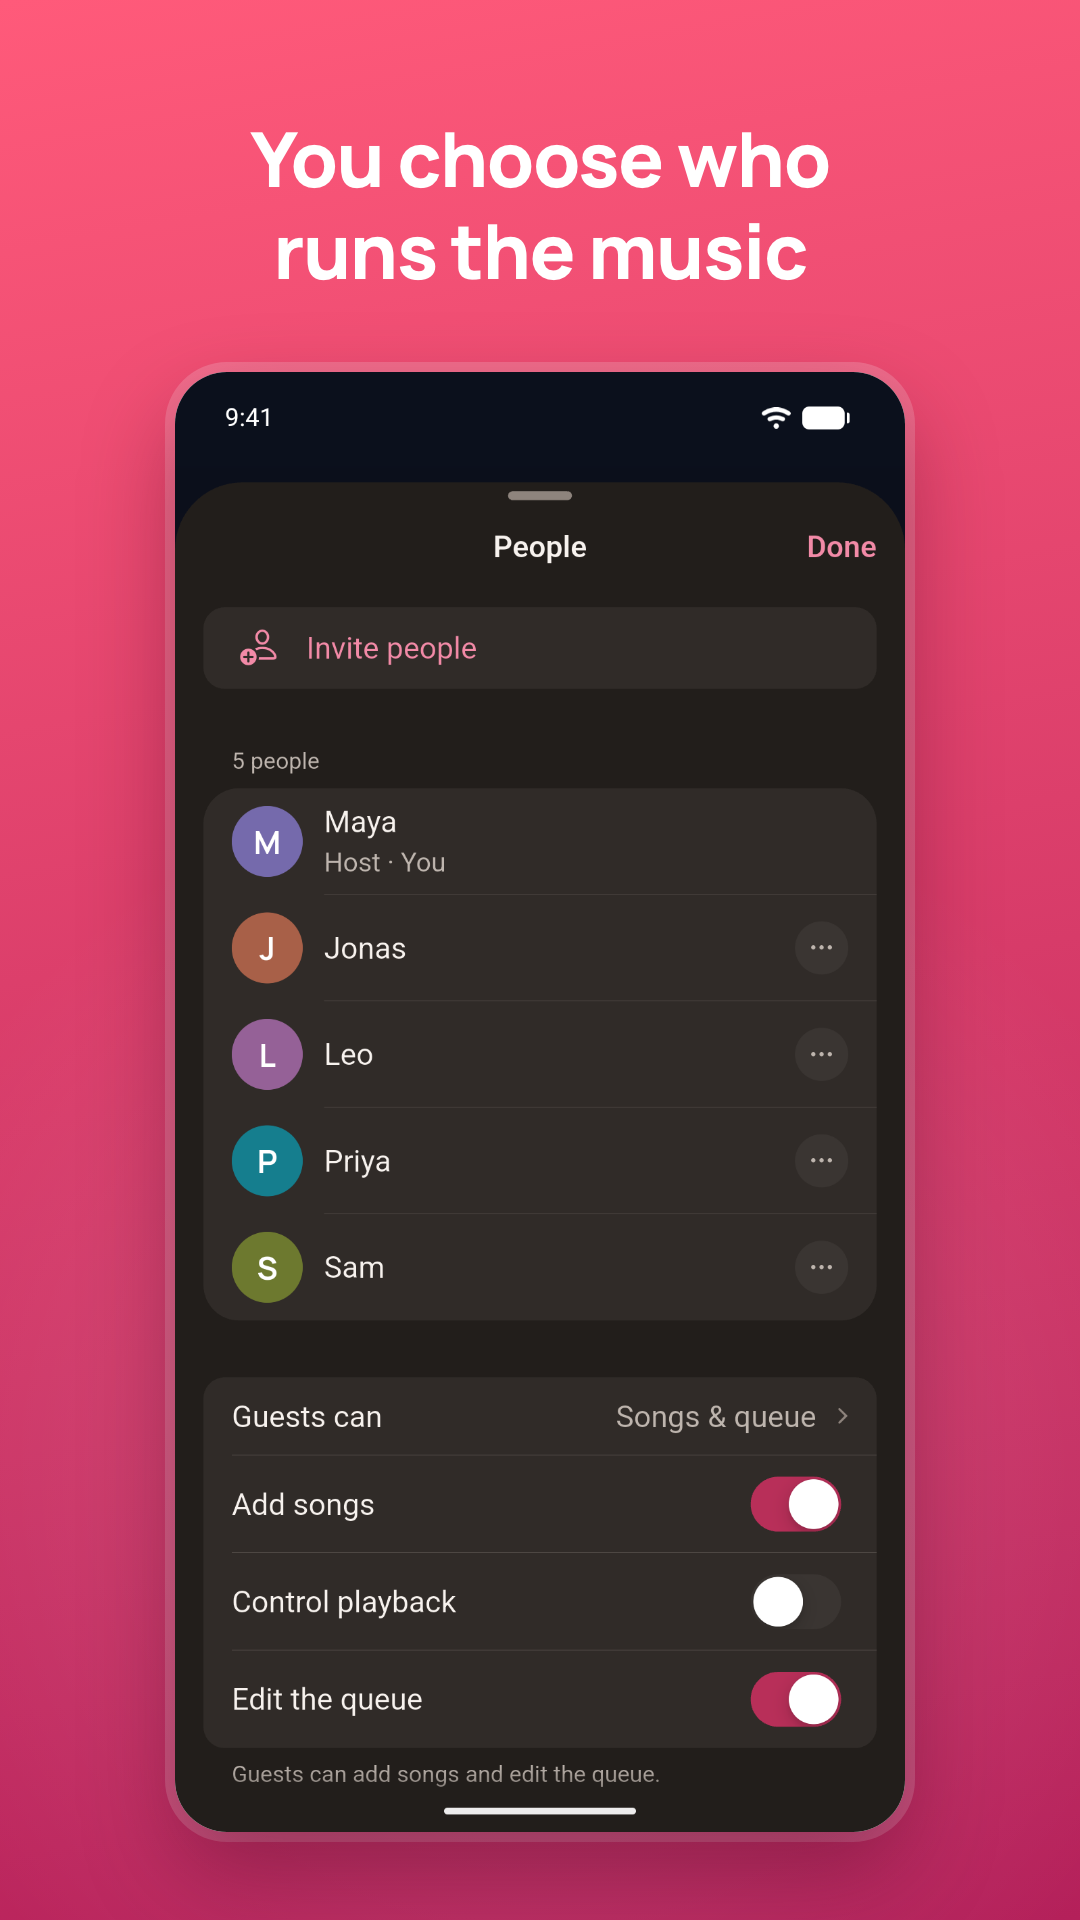 You choose who
runs the music
9:41
People
Done
Invite people
5 people
M
Maya
Host · You
J
Jonas
L
Leo
P
Priya
S
Sam
Guests can
Songs & queue
Add songs
Control playback
Edit the queue
Guests can add songs and edit the queue.